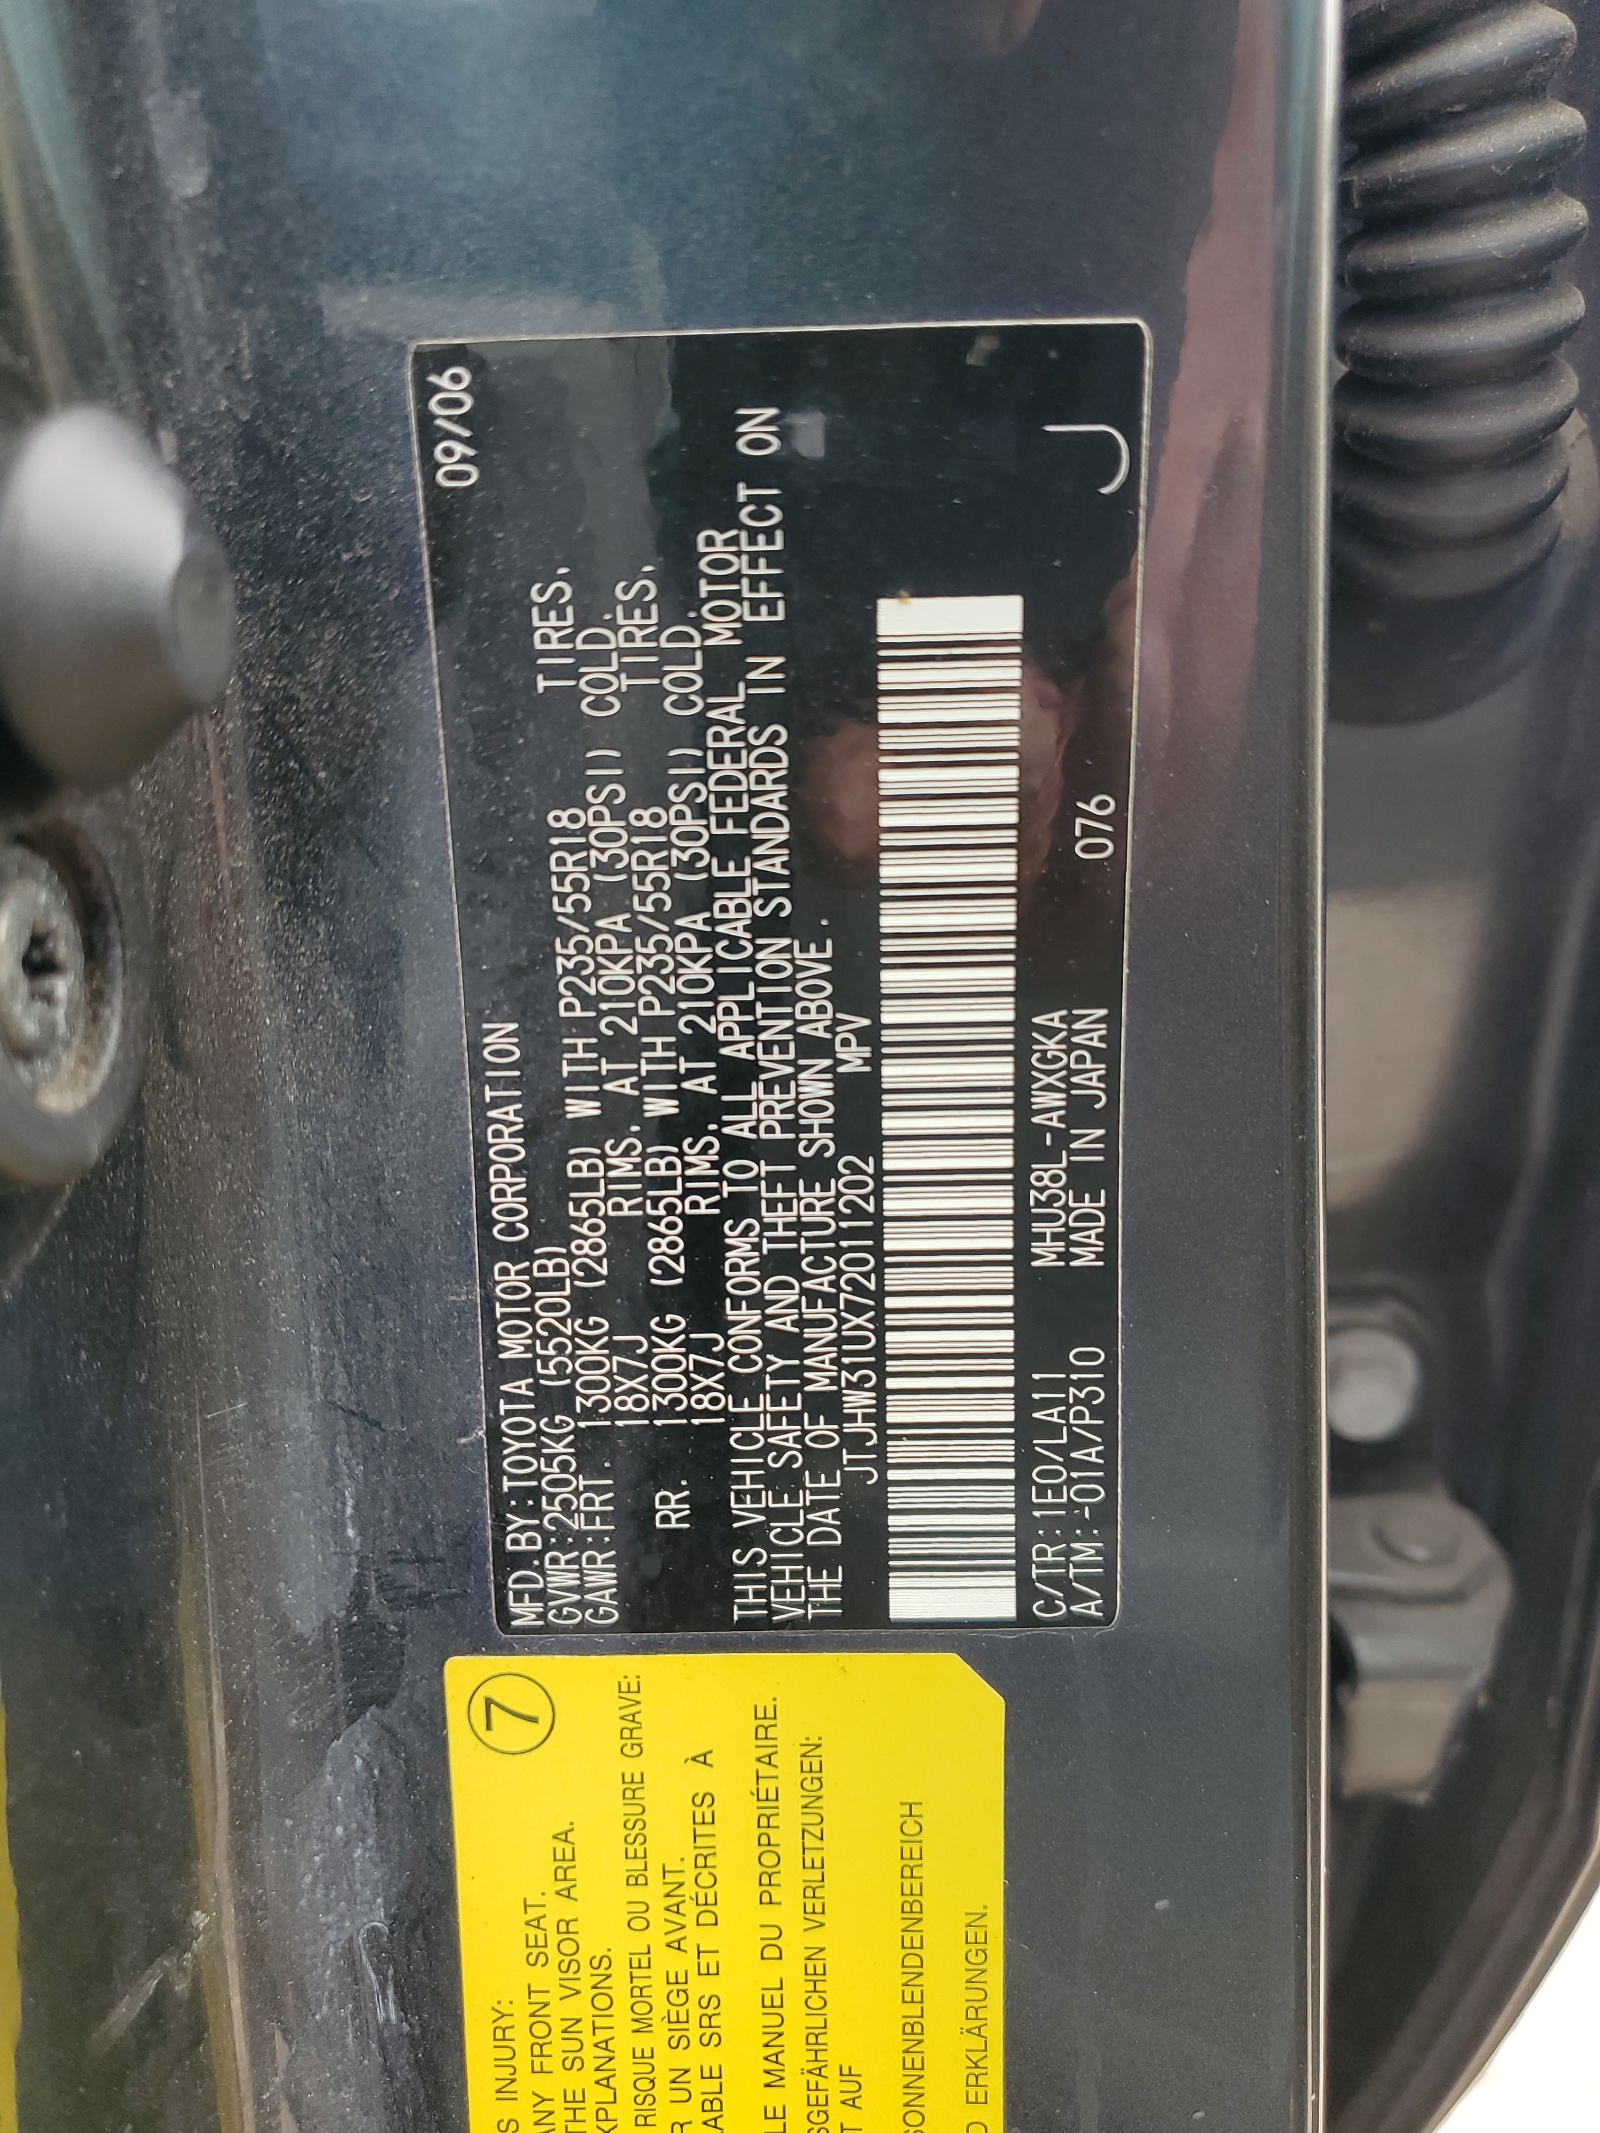 09/06
MFD.BY:TOYOTA MOTOR CORPORATION
GVWR:2505KG (5520LB)
GAWR:FRT. 1300KG (2865LB) WITH P235/55R18 TIRES.
18X7J RIMS. AT 210KPA (30PSI) COLD.
RR. 1300KG (2865LB) WITH P235/55R18 TIRES.
18X7J RIMS. AT 210KPA (30PSI) COLD.
THIS VEHICLE CONFORMS TO ALL APPLICABLE FEDERAL MOTOR
VEHICLE SAFETY AND THEFT PREVENTION STANDARDS IN EFFECT ON
THE DATE OF MANUFACTURE SHOWN ABOVE.
JTJHW31UX72011202 MPV
C/TR:1E0/LA11 MHU38L-AWXGKA
A/TM:-01A/P310 MADE IN JAPAN 076
J
7
S INJURY:
ANY FRONT SEAT.
THE SUN VISOR AREA.
XPLANATIONS.
RISQUE MORTEL OU BLESSURE GRAVE:
R UN SIÈGE AVANT.
ABLE SRS ET DÉCRITES À
LE MANUEL DU PROPRIÉTAIRE.
SGEFÄHRLICHEN VERLETZUNGEN:
T AUF
SONNENBLENDENBEREICH
D ERKLÄRUNGEN.